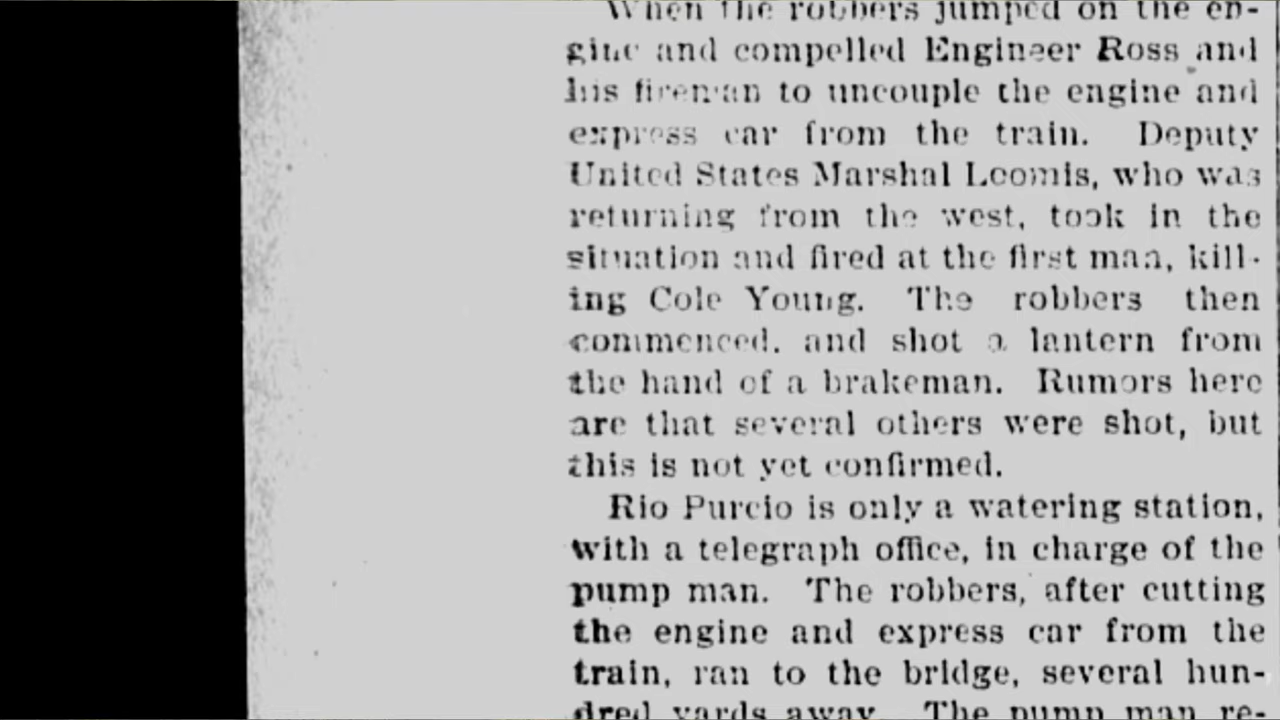 When the robbers jumped on the en-
gine and compelled Engineer Ross and
his fireman to uncouple the engine and
express car from the train. Deputy
United States Marshal Loomis, who was
returning from the west, took in the
situation and fired at the first man, kill-
ing Cole Young. The robbers then
commenced, and shot a lantern from
the hand of a brakeman. Rumors here
are that several others were shot, but
this is not yet confirmed.
Rio Purcio is only a watering station,
with a telegraph office, in charge of the
pump man. The robbers, after cutting
the engine and express car from the
train, ran to the bridge, several hun-
dred yards away. The pump man re-